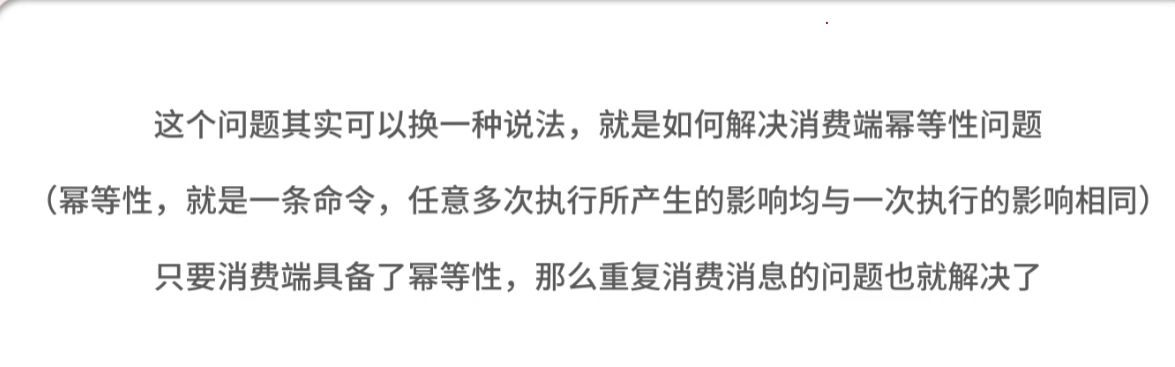 这个问题其实可以换一种说法，就是如何解决消费端幂等性问题
（幂等性，就是一条命令，任意多次执行所产生的影响均与一次执行的影响相同）
只要消费端具备了幂等性，那么重复消费消息的问题也就解决了